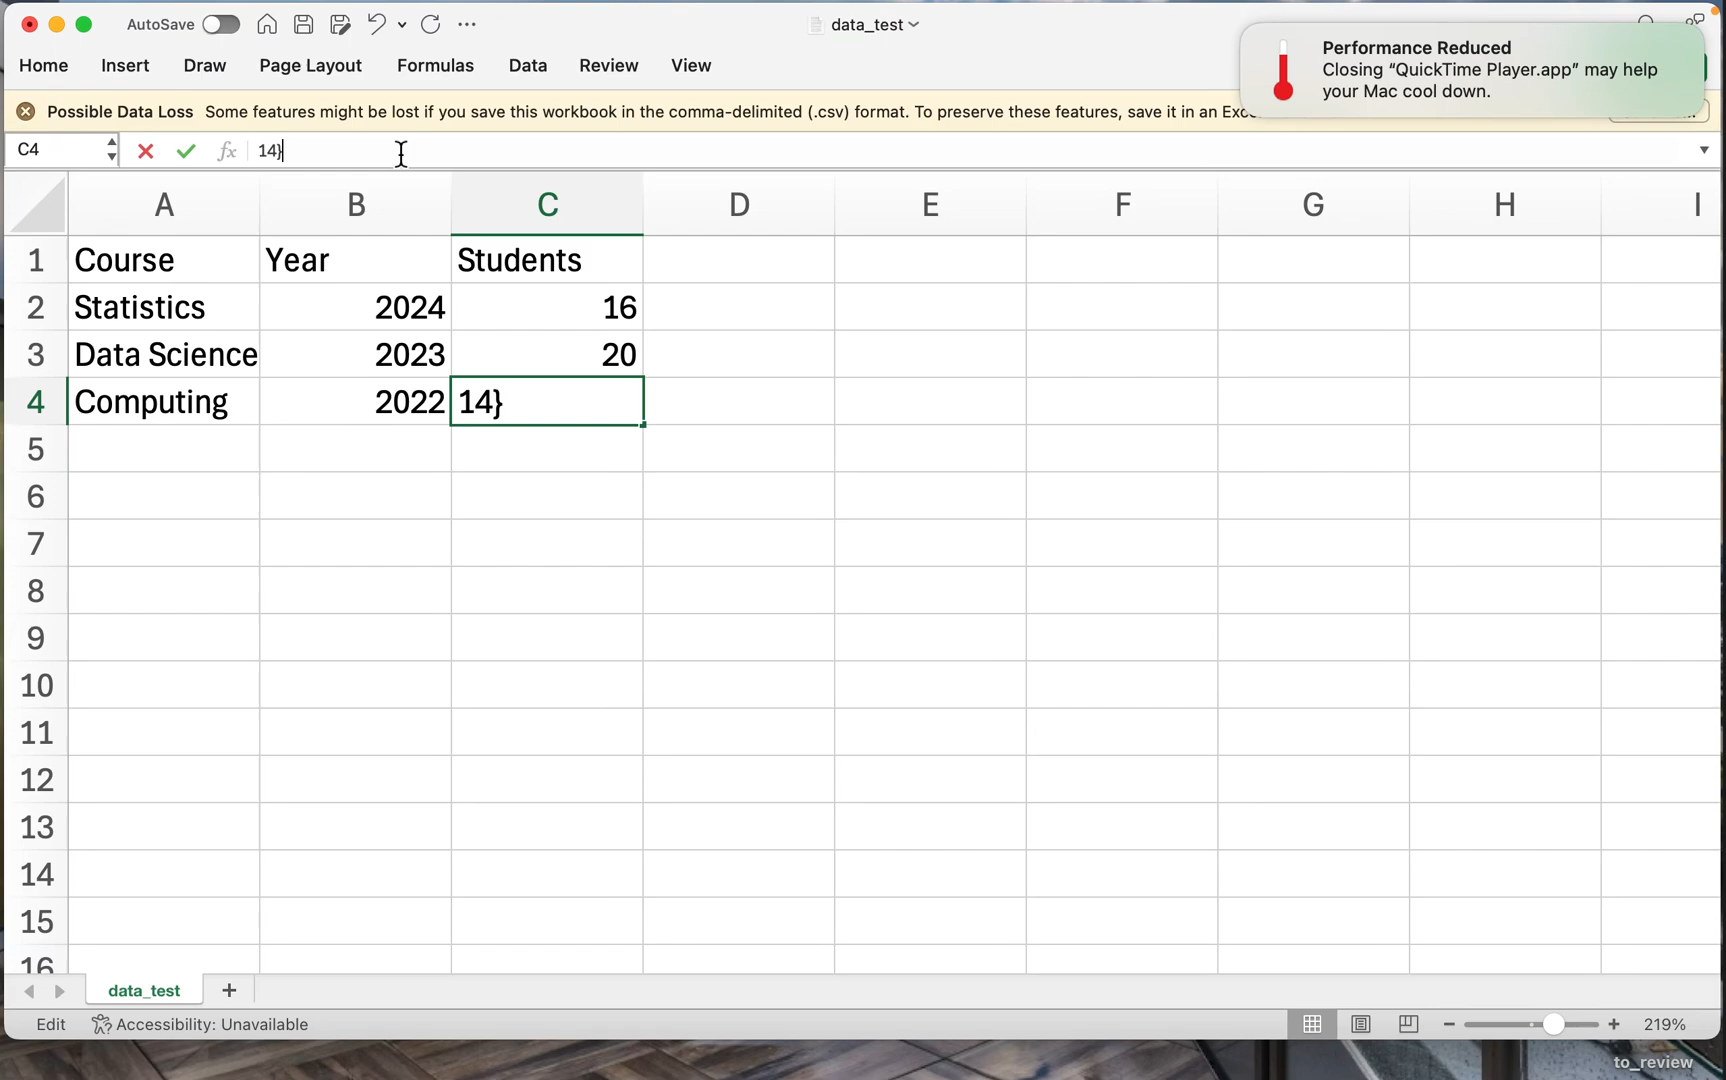 AutoSave
data_test
Performance Reduced
Closing “QuickTime Player.app” may help
your Mac cool down.
Home Insert Draw Page Layout Formulas Data Review View
Possible Data Loss Some features might be lost if you save this workbook in the comma-delimited (.csv) format. To preserve these features, save it in an
C4 fx 14}
A B C D E F G H I
1 Course Year Students
2 Statistics 2024 16
3 Data Science 2023 20
4 Computing 2022 14}
5
6
7
8
9
10
11
12
13
14
15
16
data_test
Edit Accessibility: Unavailable 219%
to_review